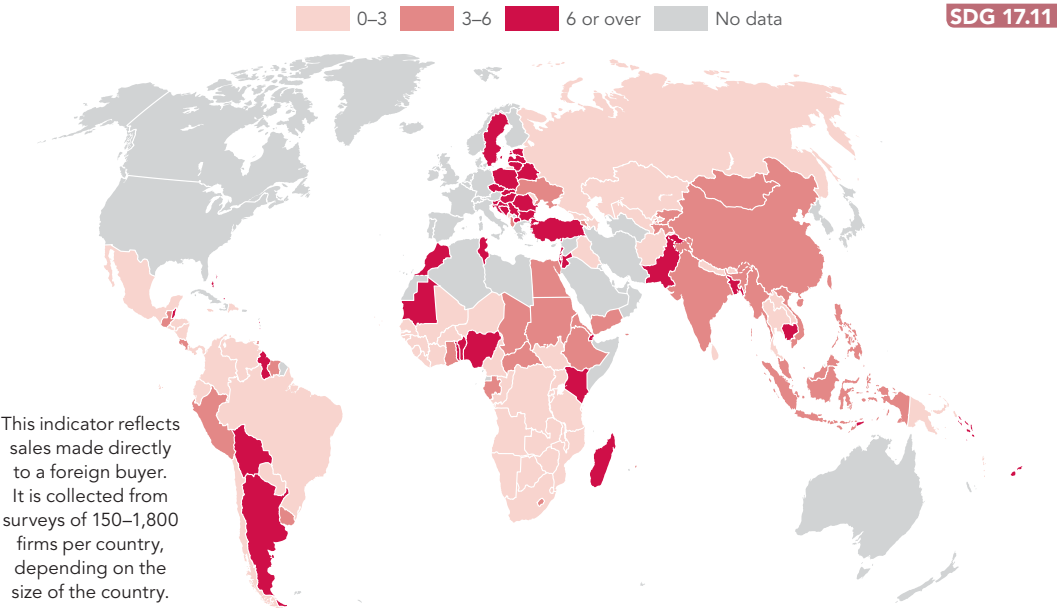 0–3 3–6 6 or over No data
SDG 17.11
This indicator reflects
sales made directly
to a foreign buyer.
It is collected from
surveys of 150–1,800
firms per country,
depending on the
size of the country.